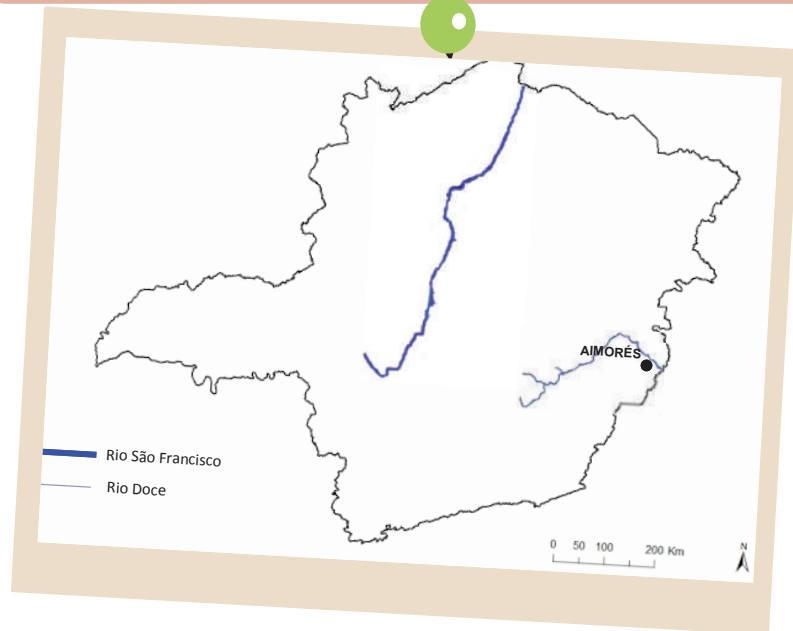 AIMORÉS
Rio São Francisco
Rio Doce
0 50 100 200 Km
N